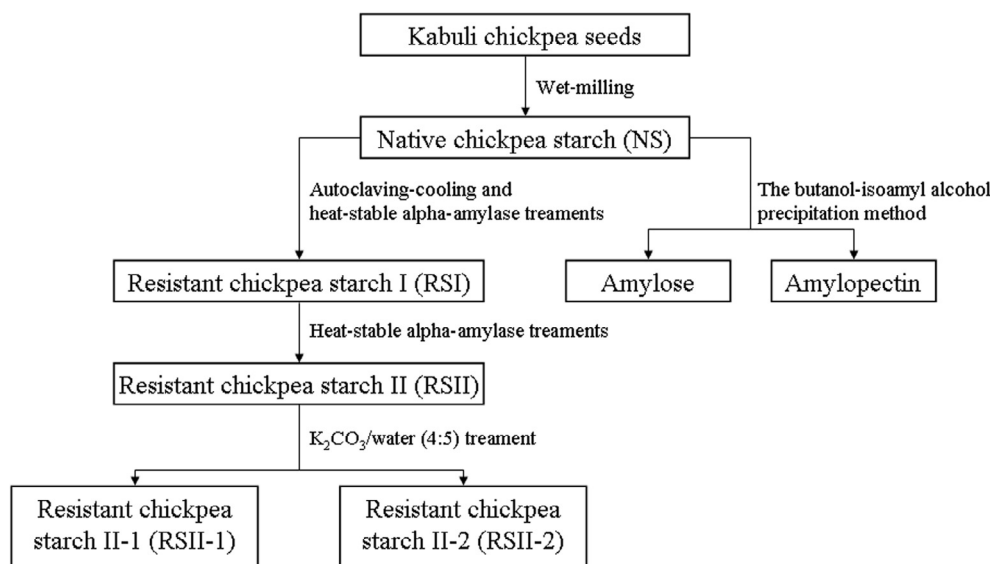 Kabuli chickpea seeds
Wet-milling
Native chickpea starch (NS)
Autoclaving-cooling and
heat-stable alpha-amylase treaments
The butanol-isoamyl alcohol
precipitation method
Resistant chickpea starch I (RSI)
Amylose
Amylopectin
Heat-stable alpha-amylase treaments
Resistant chickpea starch II (RSII)
K₂CO₃/water (4:5) treament
Resistant chickpea
starch II-1 (RSII-1)
Resistant chickpea
starch II-2 (RSII-2)